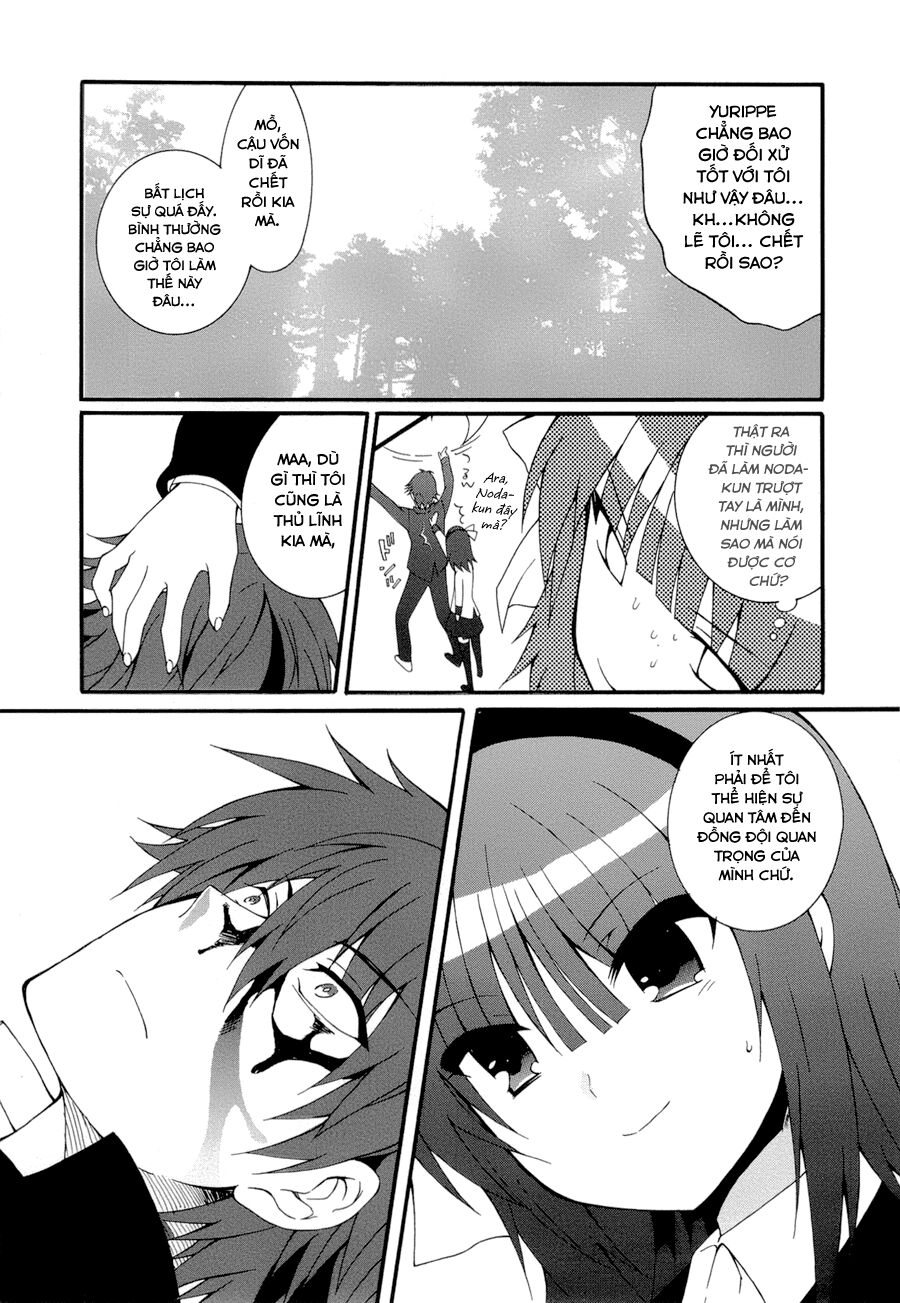 YURIPPE
CHẲNG BAO
GIỜ ĐỐI XỬ
TỐT VỚI TÔI
NHƯ VẬY ĐÂU...
KH...KHÔNG
LẼ TÔI... CHẾT
RỒI SAO?
MỒ,
CẬU VỐN
DĨ ĐÃ
CHẾT
RỒI KIA
MÀ.
BẤT LỊCH
SỰ QUÁ ĐẤY.
BÌNH THƯỜNG
CHẲNG BAO
GIỜ TÔI LÀM
THẾ NÀY
ĐÂU...
THẬT RA
THÌ NGƯỜI
ĐÃ LÀM NODA-
KUN TRƯỢT
TAY LÀ MÌNH,
NHƯNG LÀM
SAO MÀ NÓI
ĐƯỢC CƠ
CHỨ?
Ara,
Noda-
kun đấy
mà?
MAA, DÙ
GÌ THÌ TÔI
CŨNG LÀ
THỦ LĨNH
KIA MÀ,
ÍT NHẤT
PHẢI ĐỂ TÔI
THỂ HIỆN SỰ
QUAN TÂM ĐẾN
ĐỒNG ĐỘI QUAN
TRỌNG CỦA
MÌNH CHỨ.